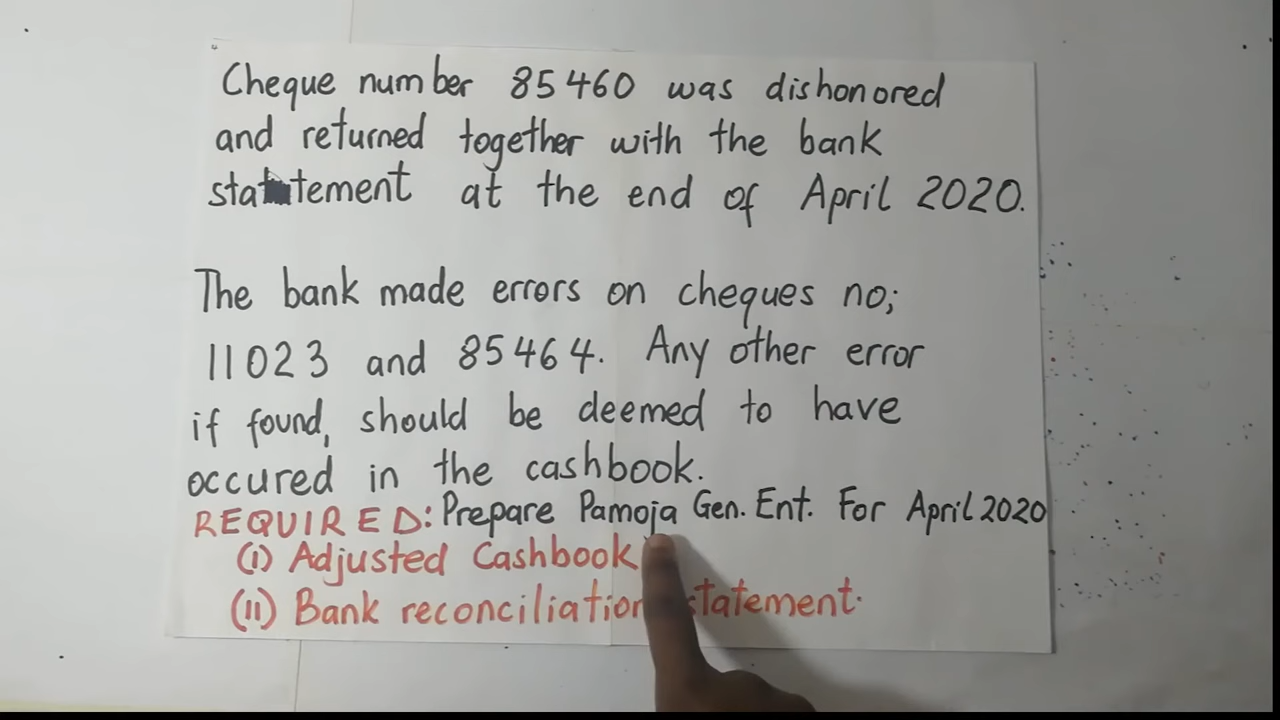 Cheque number 85460 was dishonored
and returned together with the bank
statement at the end of April 2020.
The bank made errors on cheques no;
11023 and 85464. Any other error
if found, should be deemed to have
occured in the cashbook.
REQUIRED: Prepare Pamoja Gen. Ent. For April 2020
(i) Adjusted Cashbook
(ii) Bank reconciliation statement.